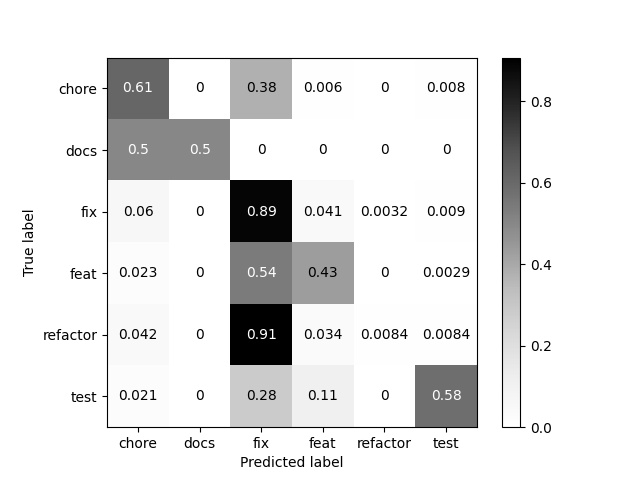 chore 0.61 0 0.38 0.006 0 0.008
docs 0.5 0.5 0 0 0 0
fix 0.06 0 0.89 0.041 0.0032 0.009
feat 0.023 0 0.54 0.43 0 0.0029
refactor 0.042 0 0.91 0.034 0.0084 0.0084
test 0.021 0 0.28 0.11 0 0.58
chore docs fix feat refactor test
Predicted label
True label
0.8
0.6
0.4
0.2
0.0